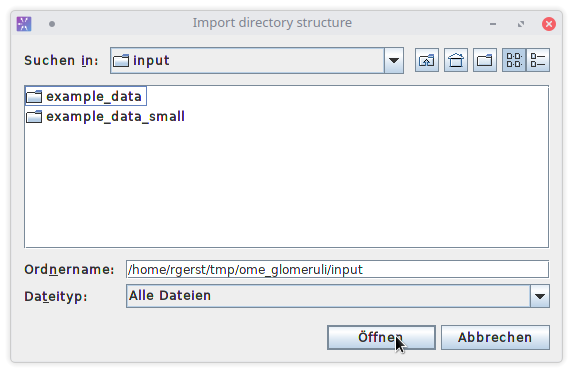 Import directory structure
Suchen in: input
example_data
example_data_small
Ordnername: /home/rgerst/tmp/ome_glomeruli/input
Dateityp: Alle Dateien
Öffnen Abbrechen